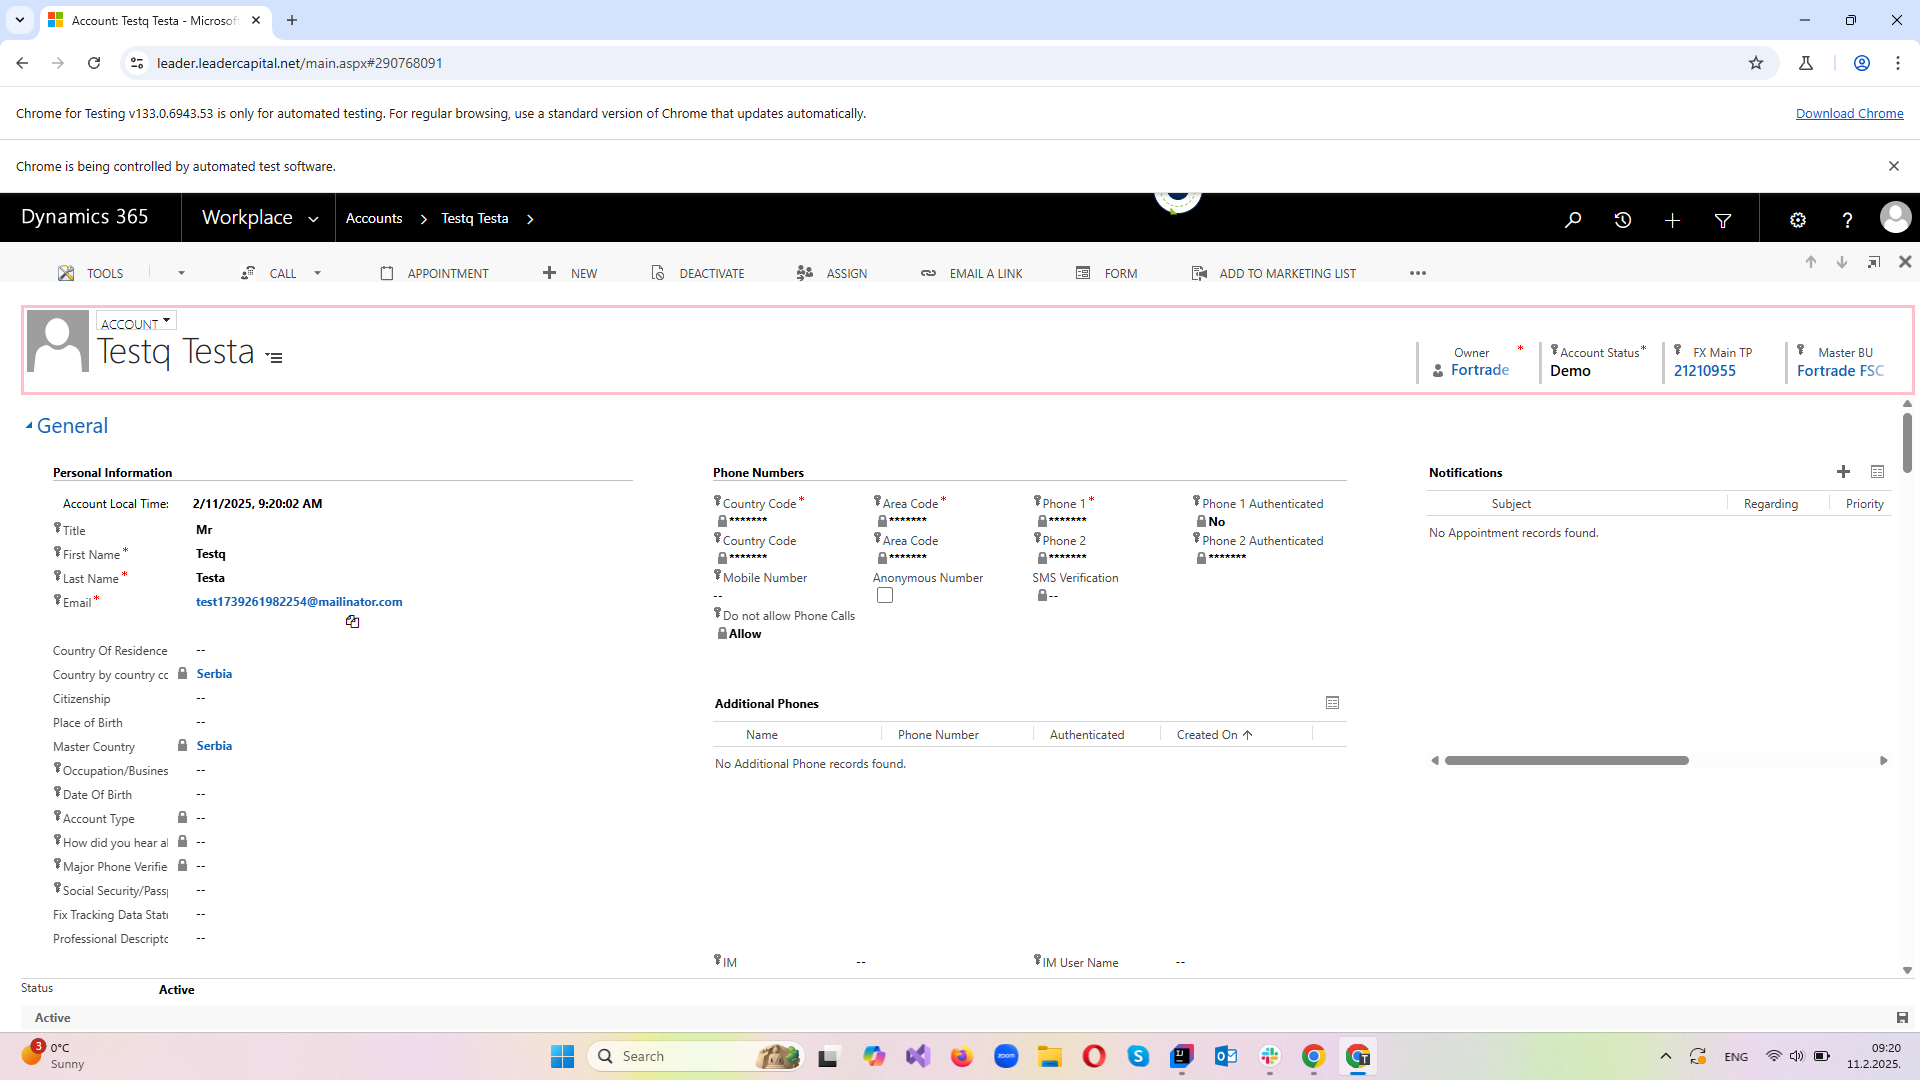 Account: Testq Testa - Microsof
leader.leadercapital.net/main.aspx#290768091
Chrome for Testing v133.0.6943.53 is only for automated testing. For regular browsing, use a standard version of Chrome that updates automatically.
Download Chrome
Chrome is being controlled by automated test software.
Dynamics 365
Workplace
Accounts
Testq Testa
TOOLS
CALL
APPOINTMENT
NEW
DEACTIVATE
ASSIGN
EMAIL A LINK
FORM
ADD TO MARKETING LIST
ACCOUNT
Testq Testa
Owner *
Fortrade
Account Status *
Demo
FX Main TP
21210955
Master BU
Fortrade FSC
General
Personal Information
Account Local Time: 2/11/2025, 9:20:02 AM
Title Mr
First Name * Testq
Last Name * Testa
Email * test1739261982254@mailinator.com
Country Of Residence --
Country by country cc Serbia
Citizenship --
Place of Birth --
Master Country Serbia
Occupation/Busines --
Date Of Birth --
Account Type --
How did you hear al --
Major Phone Verifie --
Social Security/Passp --
Fix Tracking Data Statu --
Professional Descripto --
Phone Numbers
Country Code * Area Code * Phone 1 * Phone 1 Authenticated
******* ******* ******* No
Country Code Area Code Phone 2 Phone 2 Authenticated
******* ******* ******* *******
Mobile Number Anonymous Number SMS Verification
-- --
Do not allow Phone Calls
Allow
Additional Phones
Name Phone Number Authenticated Created On
No Additional Phone records found.
IM -- IM User Name --
Notifications
Subject Regarding Priority
No Appointment records found.
Status Active
Active
3
0°C
Sunny
Search
zoom
ENG
09:20
11.2.2025.